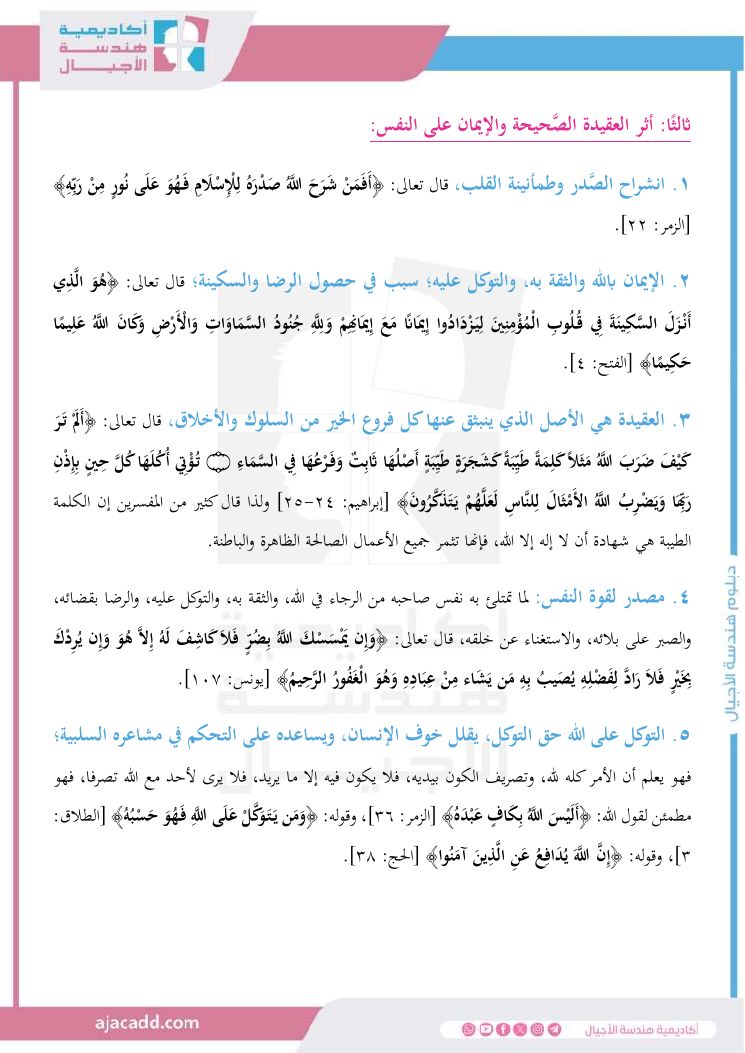 أكاديمية
هندسة
الأجيال
ثالثًا: أثر العقيدة الصَّحيحة والإيمان على النفس:
١. انشراح الصَّدر وطمأنينة القلب، قال تعالى: ﴿أَفَمَنْ شَرَحَ اللَّهُ صَدْرَهُ لِلْإِسْلَامِ فَهُوَ عَلَى نُورٍ مِنْ رَبِّهِ﴾
[الزمر: ٢٢].
٢. الإيمان بالله والثقة به، والتوكل عليه؛ سبب في حصول الرضا والسكينة؛ قال تعالى: ﴿هُوَ الَّذِي
أَنْزَلَ السَّكِينَةَ فِي قُلُوبِ الْمُؤْمِنِينَ لِيَزْدَادُوا إِيمَانًا مَعَ إِيمَانِهِمْ وَلِلَّهِ جُنُودُ السَّمَاوَاتِ وَالْأَرْضِ وَكَانَ اللَّهُ عَلِيمًا
حَكِيمًا﴾ [الفتح: ٤].
٣. العقيدة هي الأصل الذي ينبثق عنها كل فروع الخير من السلوك والأخلاق، قال تعالى: ﴿أَلَمْ تَرَ
كَيْفَ ضَرَبَ اللَّهُ مَثَلاً كَلِمَةً طَيِّبَةً كَشَجَرَةٍ طَيِّبَةٍ أَصْلُهَا ثَابِتٌ وَفَرْعُهَا فِي السَّمَاءِ ۝ تُؤْتِي أُكُلَهَا كُلَّ حِينٍ بِإِذْنِ
رَبِّهَا وَيَضْرِبُ اللَّهُ الأَمْثَالَ لِلنَّاسِ لَعَلَّهُمْ يَتَذَكَّرُونَ﴾ [إبراهيم: ٢٤-٢٥] ولذا قال كثير من المفسرين إن الكلمة
الطيبة هي شهادة أن لا إله إلا الله، فإنها تثمر جميع الأعمال الصالحة الظاهرة والباطنة.
٤. مصدر لقوة النفس: لما تمتلئ به نفس صاحبه من الرجاء في الله، والثقة به، والتوكل عليه، والرضا بقضائه،
والصبر على بلائه، والاستغناء عن خلقه، قال تعالى: ﴿وَإِن يَمْسَسْكَ اللَّهُ بِضُرٍّ فَلاَ كَاشِفَ لَهُ إِلاَّ هُوَ وَإِن يُرِدْكَ
بِخَيْرٍ فَلاَ رَادَّ لِفَضْلِهِ يُصَيبُ بِهِ مَن يَشَاء مِنْ عِبَادِهِ وَهُوَ الْغَفُورُ الرَّحِيمُ﴾ [يونس: ١٠٧].
٥. التوكل على الله حق التوكل، يقلل خوف الإنسان، ويساعده على التحكم في مشاعره السلبية؛
فهو يعلم أن الأمر كله لله، وتصريف الكون بيديه، فلا يكون فيه إلا ما يريد، فلا يرى لأحد مع الله تصرفا، فهو
مطمئن لقول الله: ﴿أَلَيْسَ اللَّهُ بِكَافٍ عَبْدَهُ﴾ [الزمر: ٣٦]، وقوله: ﴿وَمَن يَتَوَكَّلْ عَلَى اللَّهِ فَهُوَ حَسْبُهُ﴾ [الطلاق:
٣]، وقوله: ﴿إِنَّ اللَّهَ يُدَافِعُ عَنِ الَّذِينَ آمَنُوا﴾ [الحج: ٣٨].
أكاديمية
هندسة
الأجيال
دبلوم هندسة الأجيال
أكاديمية هندسة الأجيال
ajacadd.com